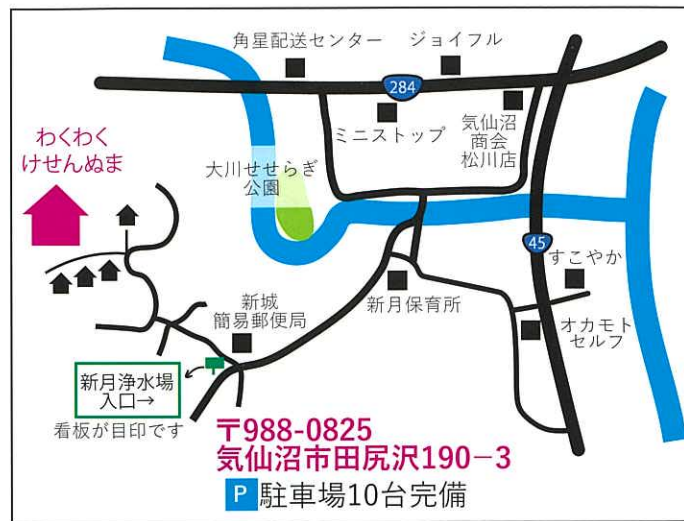 角星配送センター
ジョイフル
284
ミニストップ
気仙沼
商会
松川店
わくわく
けせんぬま
大川せせらぎ
公園
45
すこやか
新城
簡易郵便局
新月保育所
オカモト
セルフ
新月浄水場
入口→
看板が目印です
〒988-0825
気仙沼市田尻沢190−3
P 駐車場10台完備